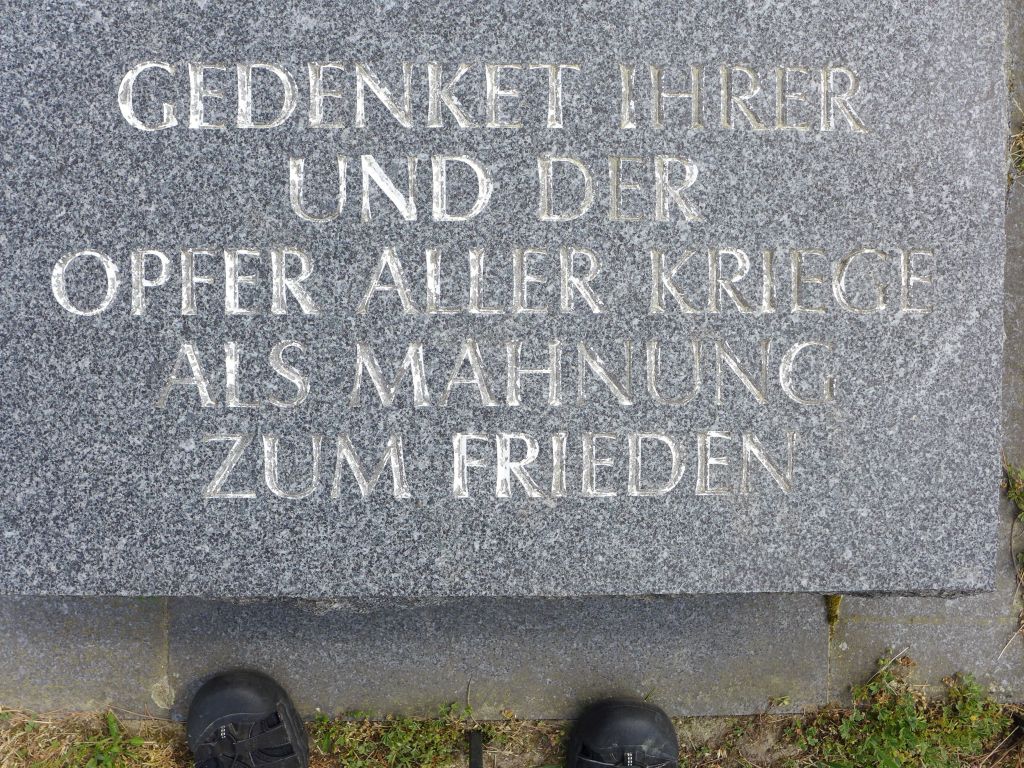 GEDENKET IHRER
UND DER
OPFER ALLER KRIEGE
ALS MAHNUNG
ZUM FRIEDEN